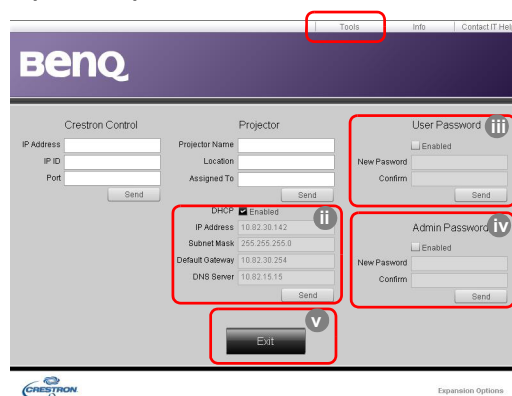 Tools Info Contact IT Hel
BenQ
Crestron Control
IP Address
IP ID
Port
Send
Projector
Projector Name
Location
Assigned To
Send
DHCP Enabled
ii
IP Address 10.82.30.142
Subnet Mask 255.255.255.0
Default Gateway 10.82.30.254
DNS Server 10.82.15.15
Send
User Password
iii
Enabled
New Pasword
Confirm
Send
Admin Password
iv
Enabled
New Pasword
Confirm
Send
v
Exit
CRESTRON
Expansion Options